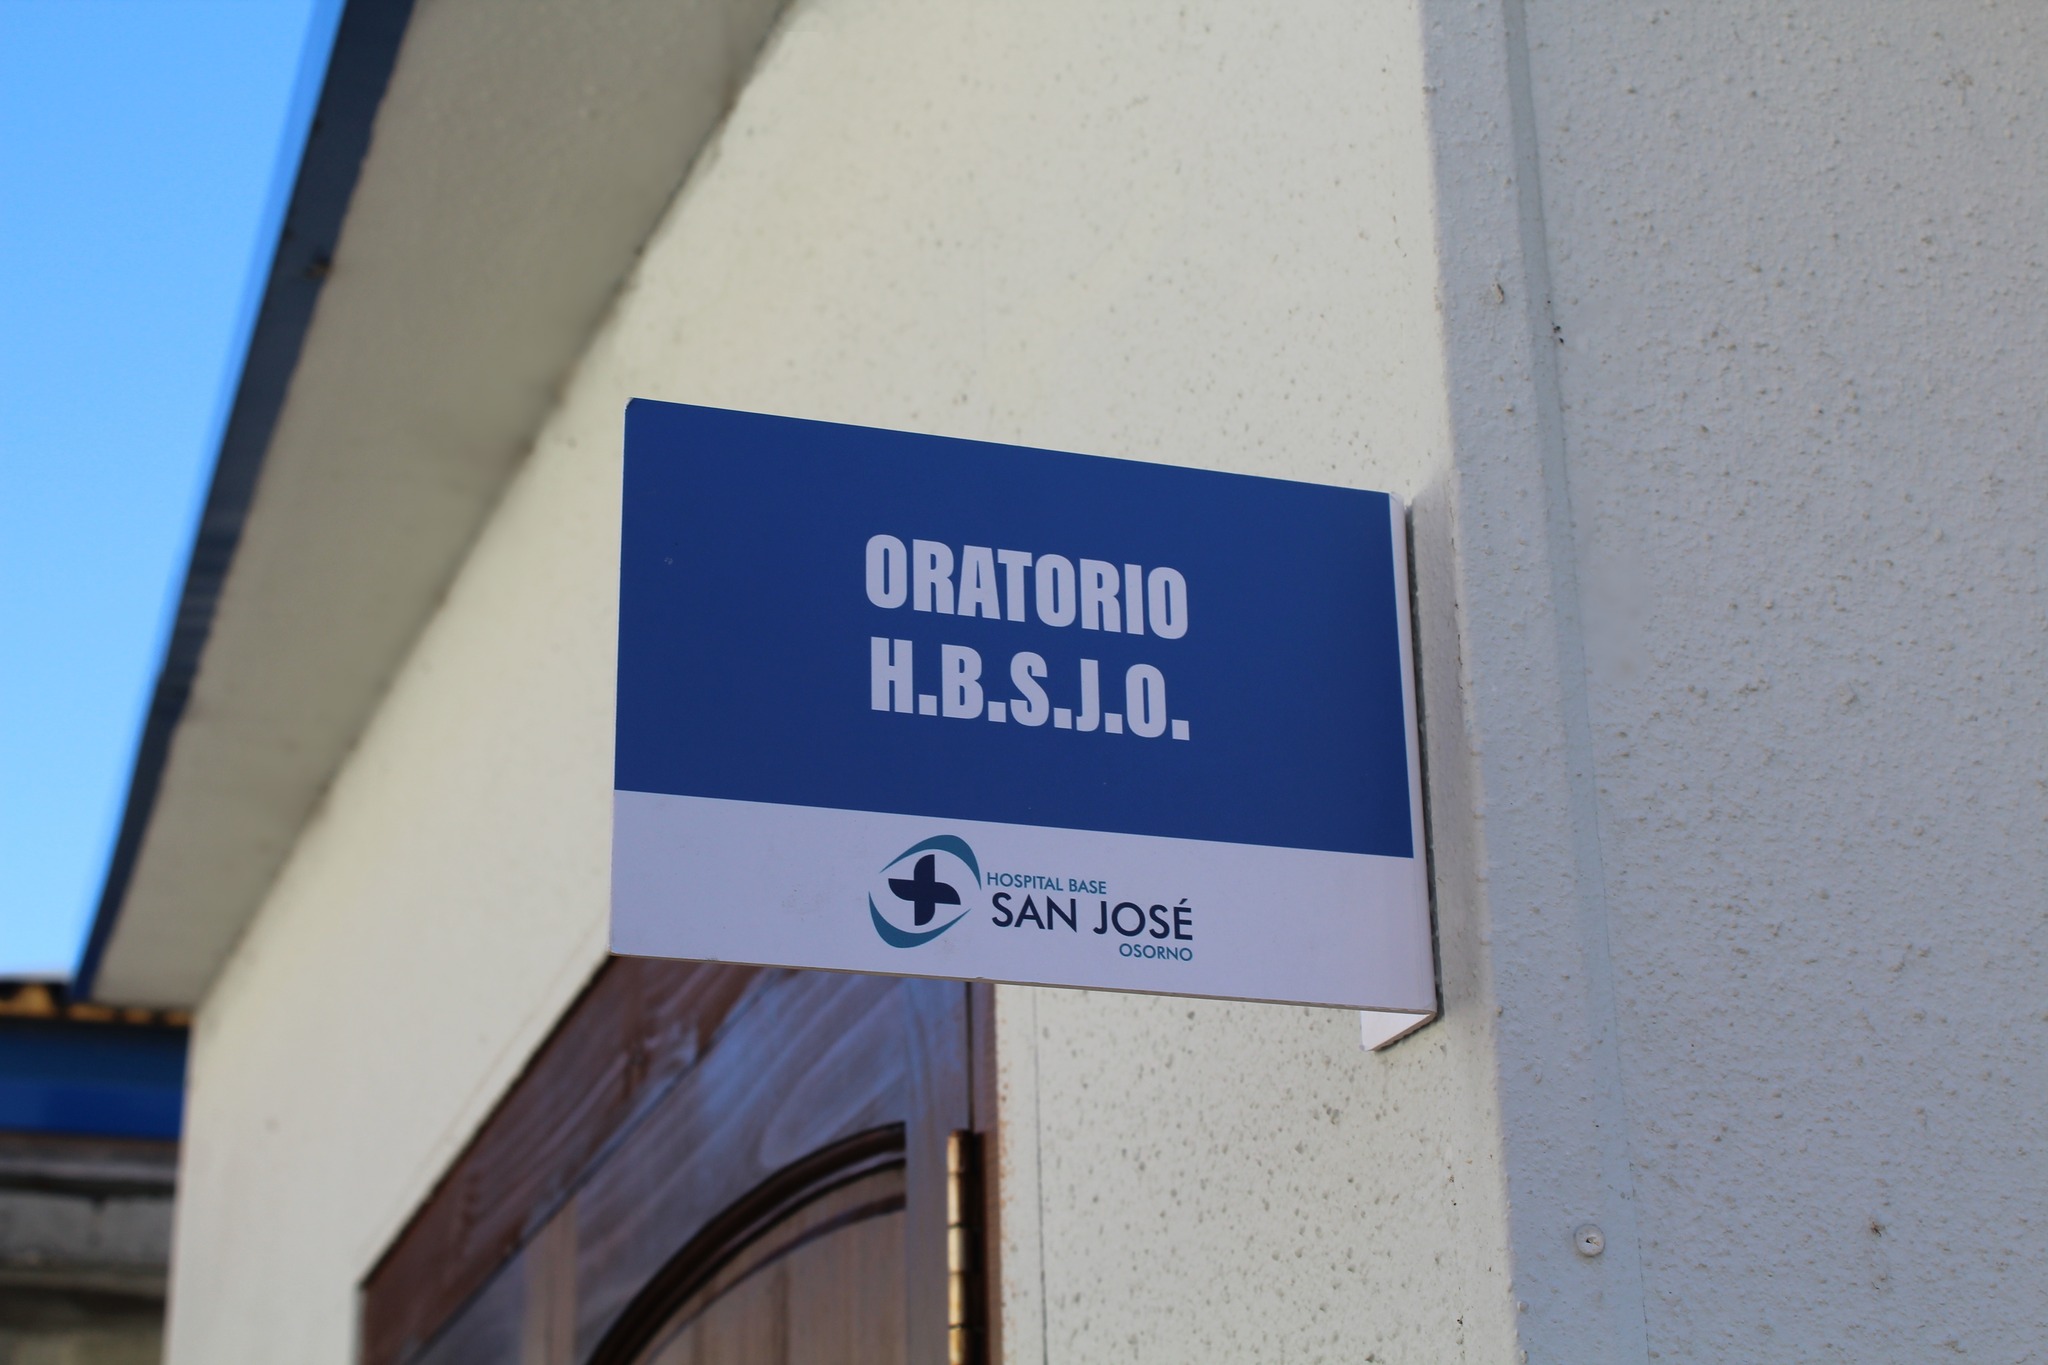 ORATORIO
H.B.S.J.O.
HOSPITAL BASE
SAN JOSÉ
OSORNO